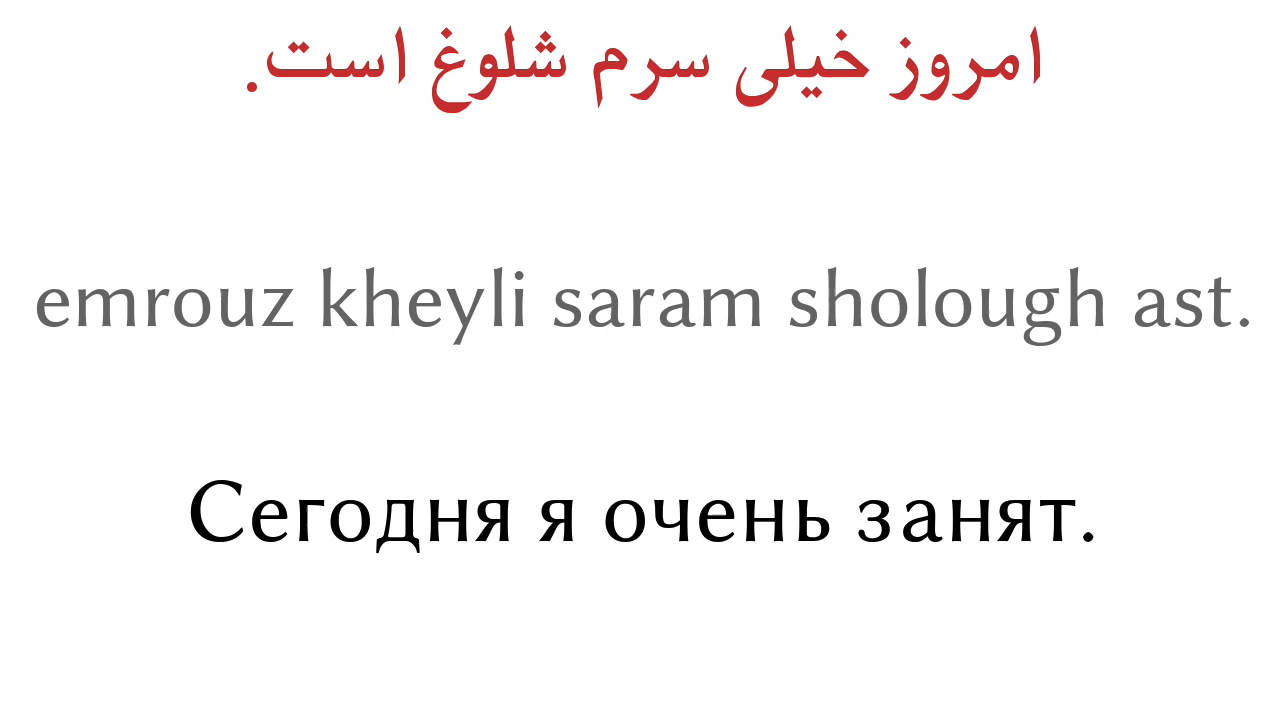 امروز خیلی سرم شلوغ است.
emrouz kheyli saram sholough ast.
Сегодня я очень занят.